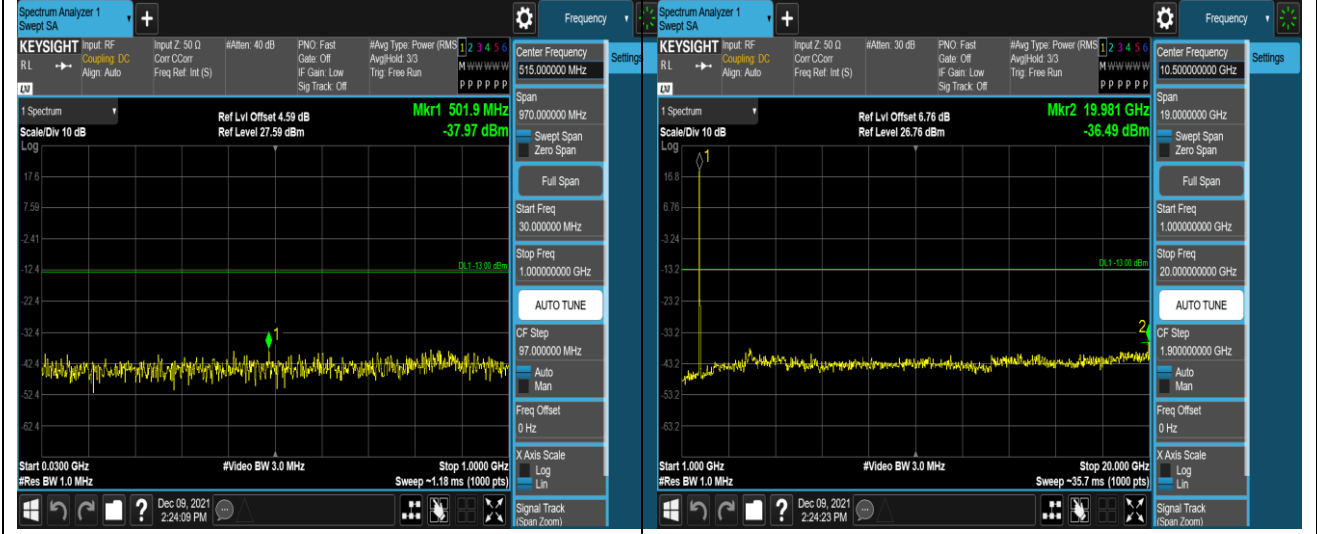 Spectrum Analyzer 1
Swept SA
+
Frequency
KEYSIGHT
Input: RF
Coupling: DC
Align: Auto
Input Z: 50 Ω
Corr CCorr
Freq Ref: Int (S)
#Atten: 40 dB
PNO: Fast
Gate: Off
IF Gain: Low
Sig Track: Off
#Avg Type: Power (RMS
Avg|Hold: 3/3
Trig: Free Run
1 2 3 4 5 6
M W W W W W
P P P P P P
RL
LXI
Center Frequency
515.000000 MHz
Settings
Span
970.000000 MHz
Swept Span
Zero Span
Full Span
Start Freq
30.000000 MHz
Stop Freq
1.000000000 GHz
AUTO TUNE
CF Step
97.000000 MHz
Auto
Man
Freq Offset
0 Hz
X Axis Scale
Log
Lin
Signal Track
(Span Zoom)
1 Spectrum
Scale/Div 10 dB
Log
Ref Lvl Offset 4.59 dB
Ref Level 27.59 dBm
Mkr1 501.9 MHz
-37.97 dBm
17.6
7.59
-2.41
-12.4
-22.4
-32.4
-42.4
-52.4
-62.4
DL1 -13.00 dBm
1
Start 0.0300 GHz
#Res BW 1.0 MHz
#Video BW 3.0 MHz
Stop 1.0000 GHz
Sweep ~1.18 ms (1000 pts)
?
Dec 09, 2021
2:24:09 PM
Spectrum Analyzer 1
Swept SA
+
Frequency
KEYSIGHT
Input: RF
Coupling: DC
Align: Auto
Input Z: 50 Ω
Corr CCorr
Freq Ref: Int (S)
#Atten: 30 dB
PNO: Fast
Gate: Off
IF Gain: Low
Sig Track: Off
#Avg Type: Power (RMS
Avg|Hold: 3/3
Trig: Free Run
1 2 3 4 5 6
M W W W W W
P P P P P P
RL
LXI
Center Frequency
10.500000000 GHz
Settings
Span
19.0000000 GHz
Swept Span
Zero Span
Full Span
Start Freq
1.000000000 GHz
Stop Freq
20.000000000 GHz
AUTO TUNE
CF Step
1.900000000 GHz
Auto
Man
Freq Offset
0 Hz
X Axis Scale
Log
Lin
Signal Track
(Span Zoom)
1 Spectrum
Scale/Div 10 dB
Log
Ref Lvl Offset 6.76 dB
Ref Level 26.76 dBm
Mkr2 19.981 GHz
-36.49 dBm
16.8
6.76
-3.24
-13.2
-23.2
-33.2
-43.2
-53.2
-63.2
DL1 -13.00 dBm
1
2
Start 1.000 GHz
#Res BW 1.0 MHz
#Video BW 3.0 MHz
Stop 20.000 GHz
Sweep ~35.7 ms (1000 pts)
?
Dec 09, 2021
2:24:23 PM